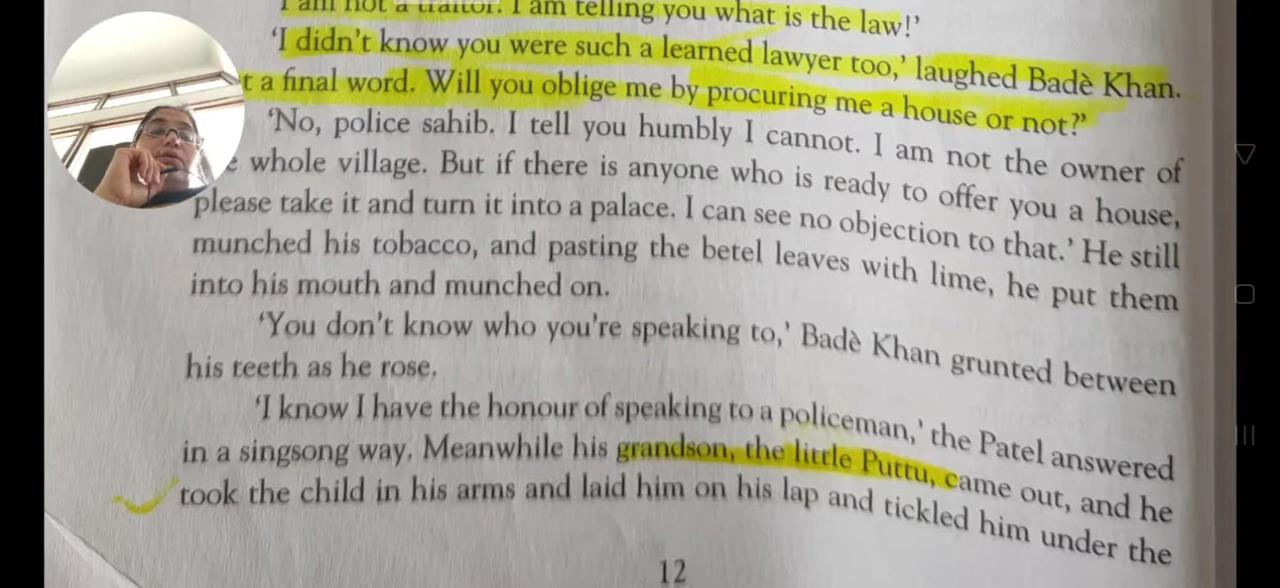 I am not a traitor. I am telling you what is the law!’
‘I didn’t know you were such a learned lawyer too,’ laughed Badè Khan.
t a final word. Will you oblige me by procuring me a house or not?’
‘No, police sahib. I tell you humbly I cannot. I am not the owner of
e whole village. But if there is anyone who is ready to offer you a house,
please take it and turn it into a palace. I can see no objection to that.’ He still
munched his tobacco, and pasting the betel leaves with lime, he put them
into his mouth and munched on.
‘You don’t know who you’re speaking to,’ Badè Khan grunted between
his teeth as he rose.
‘I know I have the honour of speaking to a policeman,’ the Patel answered
in a singsong way. Meanwhile his grandson, the little Puttu, came out, and he
took the child in his arms and laid him on his lap and tickled him under the
12